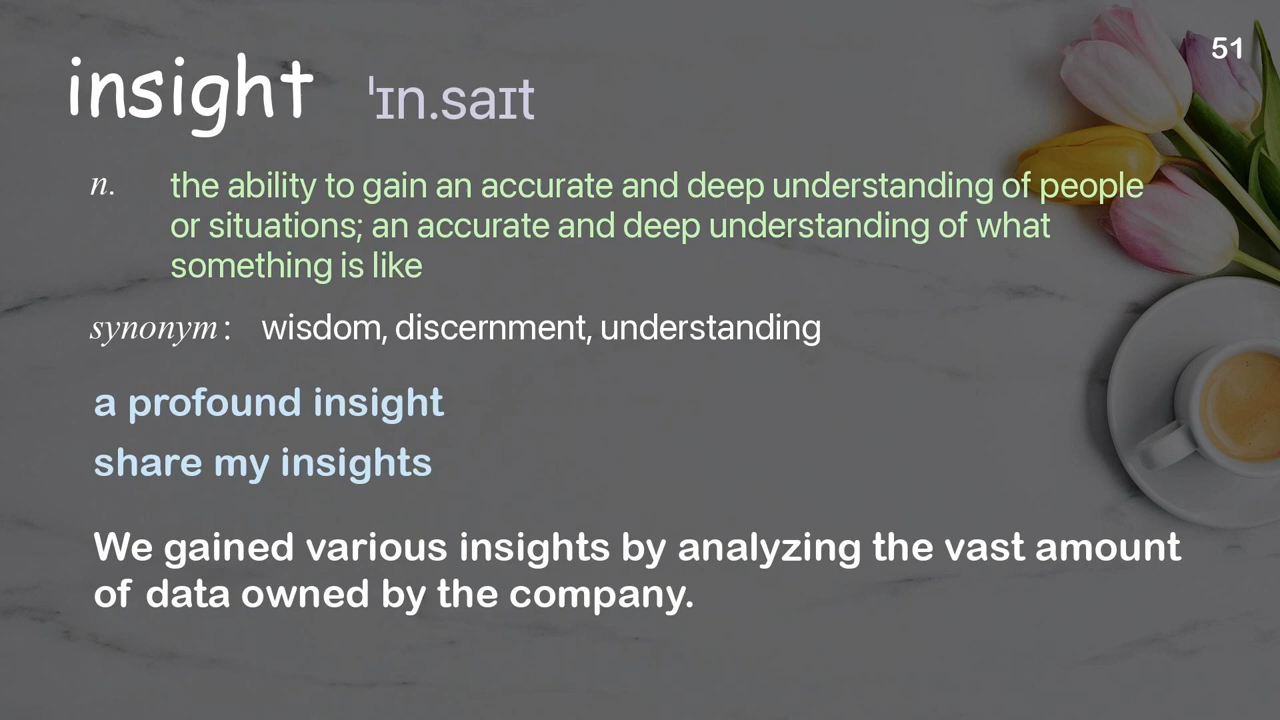 51
insight ˈɪn.saɪt
n. the ability to gain an accurate and deep understanding of people
or situations; an accurate and deep understanding of what
something is like
synonym: wisdom, discernment, understanding
a profound insight
share my insights
We gained various insights by analyzing the vast amount
of data owned by the company.